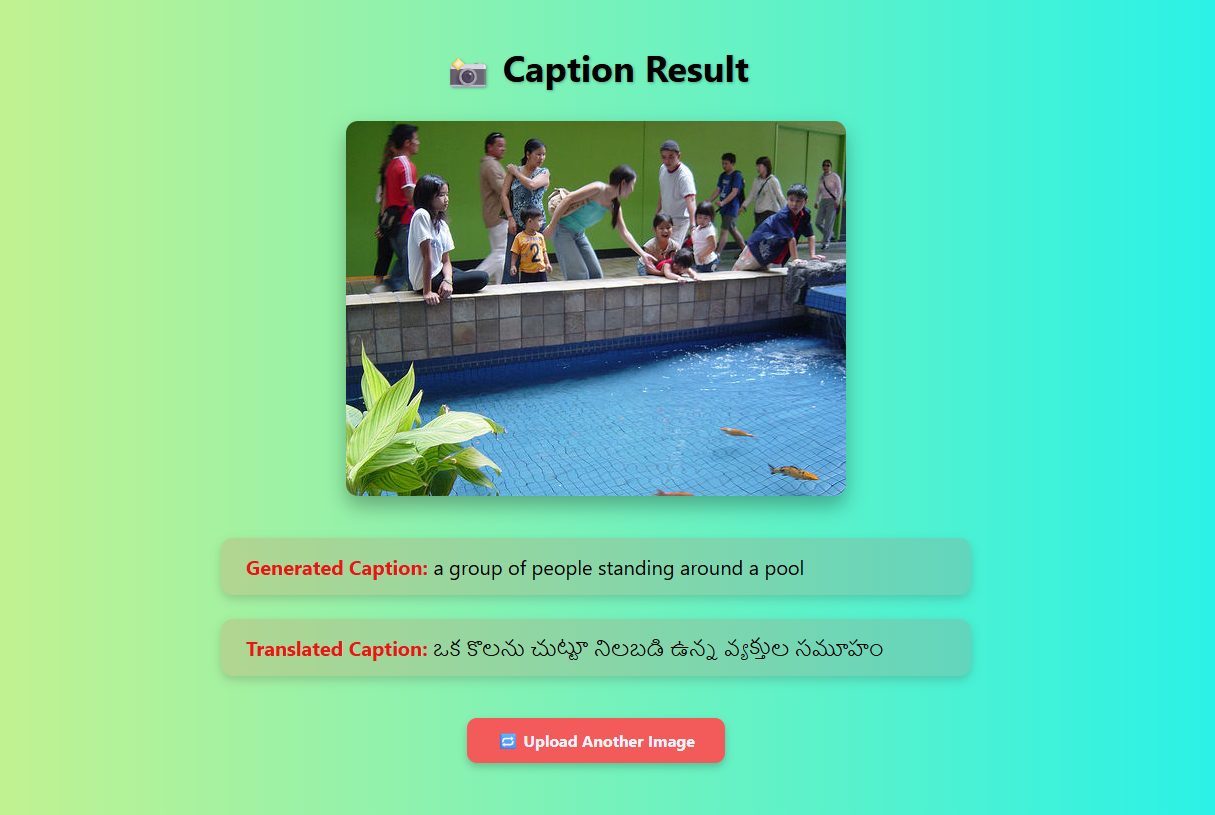 Caption Result
2
Generated Caption: a group of people standing around a pool
Translated Caption: ఒక కొలను చుట్టూ నిలబడి ఉన్న వ్యక్తుల సమూహం
Upload Another Image